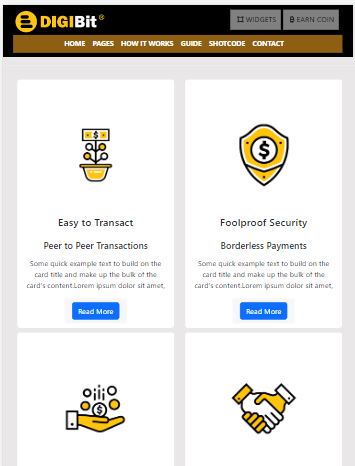 DIGIBit®
WIDGETS
EARN COIN
HOME PAGES HOW IT WORKS GUIDE SHOTCODE CONTACT
Easy to Transact
Peer to Peer Transactions
Some quick example text to build on the
card title and make up the bulk of the
card's content.Lorem ipsum dolor sit amet,
Read More
Foolproof Security
Borderless Payments
Some quick example text to build on the
card title and make up the bulk of the
card's content.Lorem ipsum dolor sit amet,
Read More